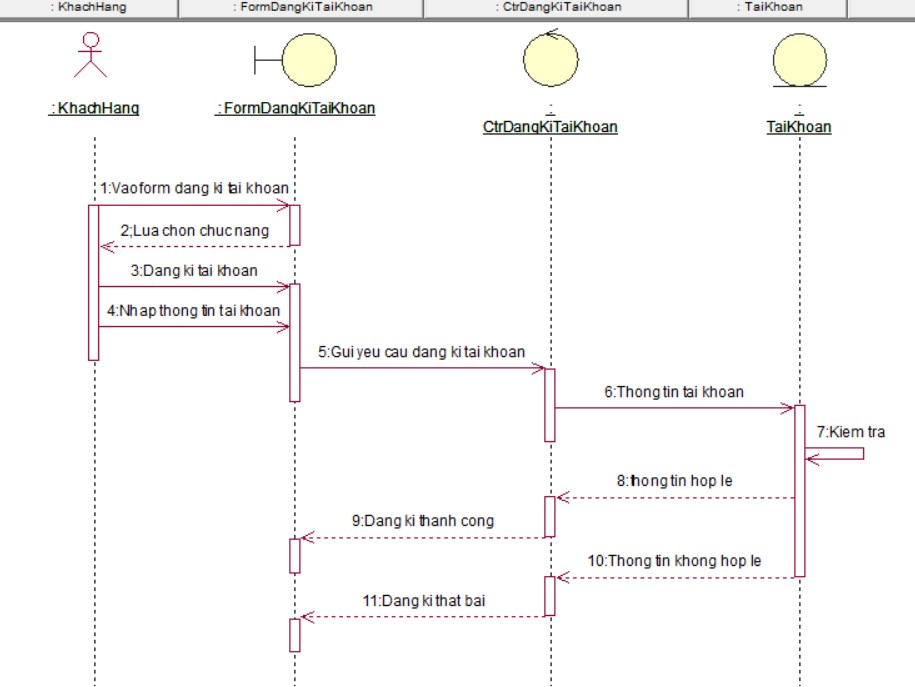 : KhachHang : FormDangKiTaiKhoan : CtrDangKiTaiKhoan : TaiKhoan
: KhachHang : FormDangKiTaiKhoan : :
CtrDangKiTaiKhoan TaiKhoan
1:Vaoform dang ki tai khoan
2;Lua chon chuc nang
3:Dang ki tai khoan
4:Nhap thong tin tai khoan
5:Gui yeu cau dang ki tai khoan
6:Thong tin tai khoan
7:Kiem tra
8:thong tin hop le
9:Dang ki thanh cong
10:Thong tin khong hop le
11:Dang ki that bai